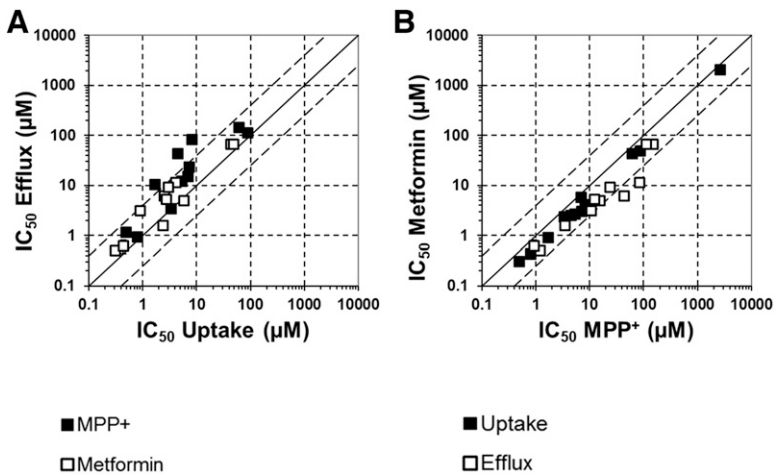 A
IC50 Efflux (µM)
10000
1000
100
10
1
0.1
0.1 1 10 100 1000 10000
IC50 Uptake (µM)
■ MPP+
□ Metformin
B
IC50 Metformin (µM)
10000
1000
100
10
1
0.1
0.1 1 10 100 1000 10000
IC50 MPP+ (µM)
■ Uptake
□ Efflux